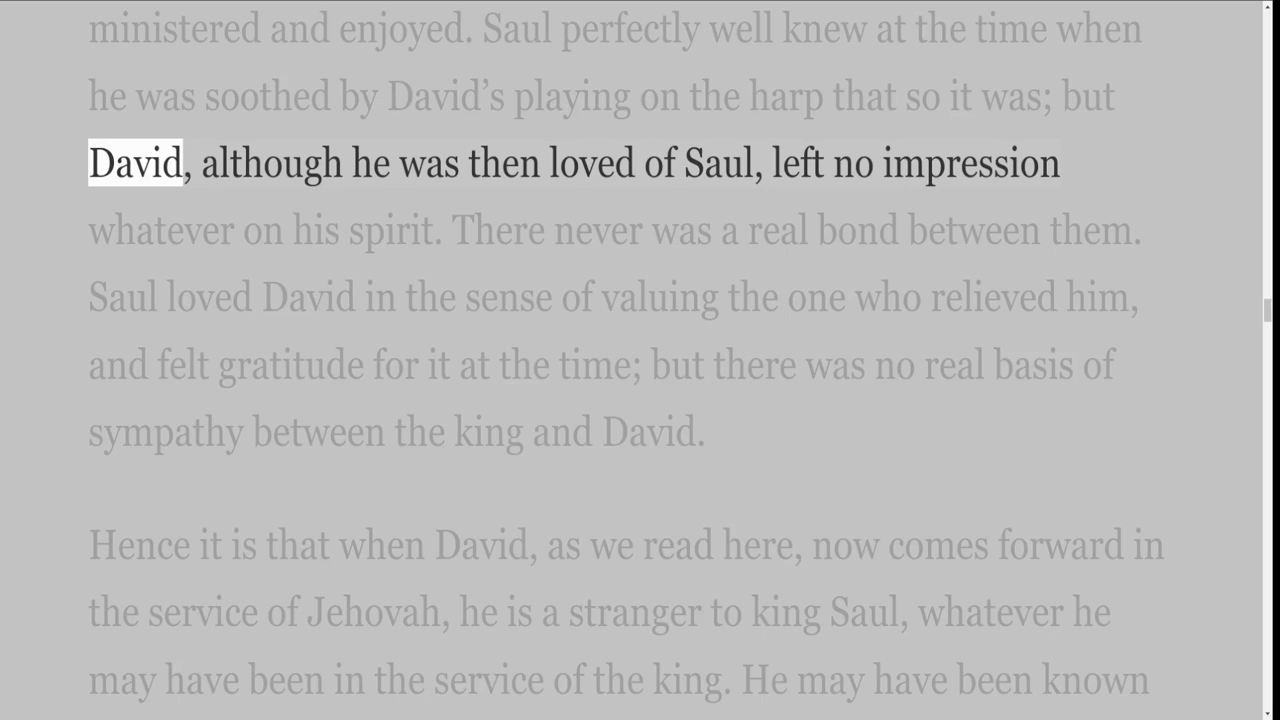 ministered and enjoyed. Saul perfectly well knew at the time when
he was soothed by David’s playing on the harp that so it was; but
David, although he was then loved of Saul, left no impression
whatever on his spirit. There never was a real bond between them.
Saul loved David in the sense of valuing the one who relieved him,
and felt gratitude for it at the time; but there was no real basis of
sympathy between the king and David.
Hence it is that when David, as we read here, now comes forward in
the service of Jehovah, he is a stranger to king Saul, whatever he
may have been in the service of the king. He may have been known